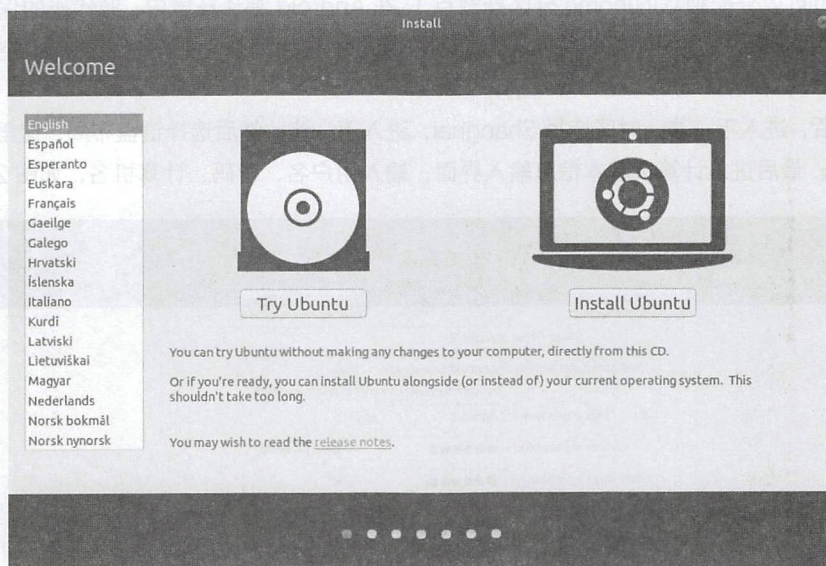 Install
Welcome
English
Español
Esperanto
Euskara
Français
Gaeilge
Galego
Hrvatski
Íslenska
Italiano
Kurdî
Latviski
Lietuviškai
Magyar
Nederlands
Norsk bokmål
Norsk nynorsk
Try Ubuntu
Install Ubuntu
You can try Ubuntu without making any changes to your computer, directly from this CD.
Or if you're ready, you can install Ubuntu alongside (or instead of) your current operating system. This
shouldn't take too long.
You may wish to read the release notes.